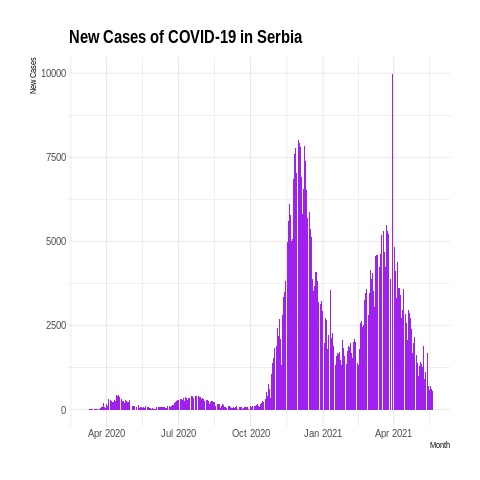 New Cases of COVID-19 in Serbia
New Cases
10000
7500
5000
2500
0
Apr 2020 Jul 2020 Oct 2020 Jan 2021 Apr 2021
Month